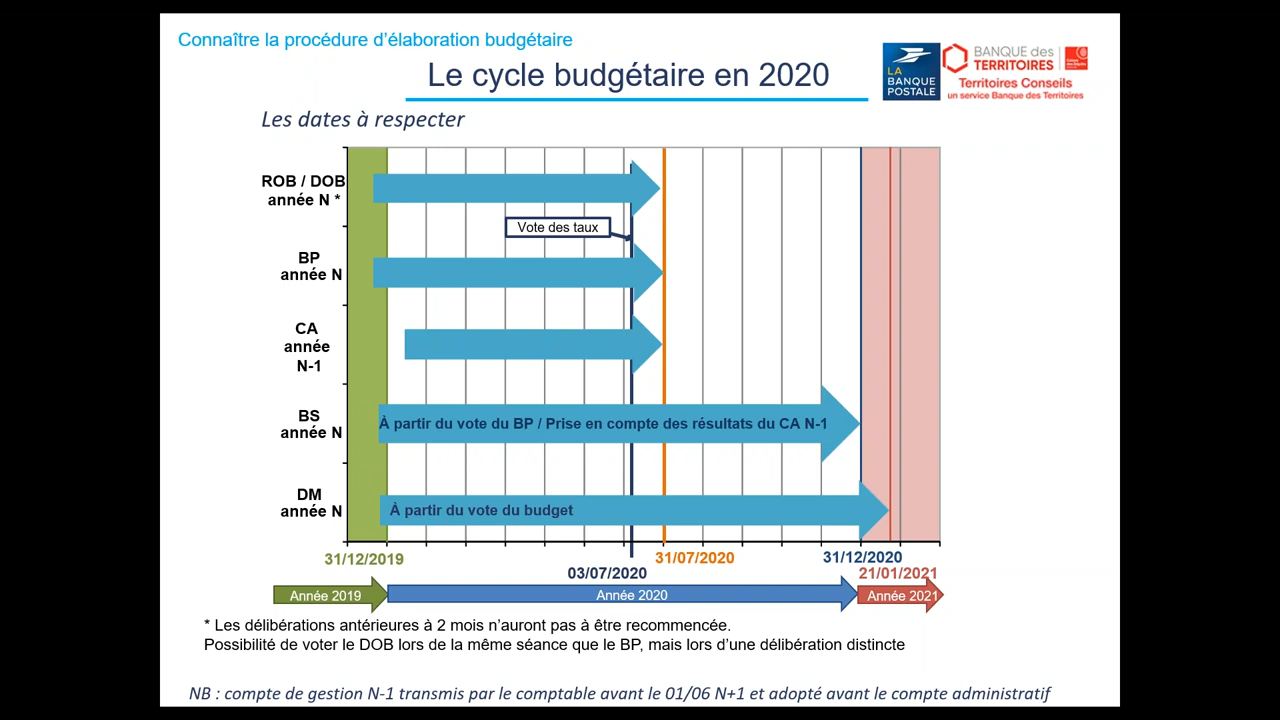 Connaître la procédure d'élaboration budgétaire
Le cycle budgétaire en 2020
LA
BANQUE
POSTALE
BANQUE des
TERRITOIRES
Territoires Conseils
un service Banque des Territoires
Les dates à respecter
ROB / DOB
année N *
Vote des taux
BP
année N
CA
année
N-1
BS
année N
À partir du vote du BP / Prise en compte des résultats du CA N-1
DM
année N
À partir du vote du budget
31/12/2019
31/07/2020
31/12/2020
03/07/2020
21/01/2021
Année 2019
Année 2020
Année 2021
* Les délibérations antérieures à 2 mois n'auront pas à être recommencée.
Possibilité de voter le DOB lors de la même séance que le BP, mais lors d'une délibération distincte
NB : compte de gestion N-1 transmis par le comptable avant le 01/06 N+1 et adopté avant le compte administratif